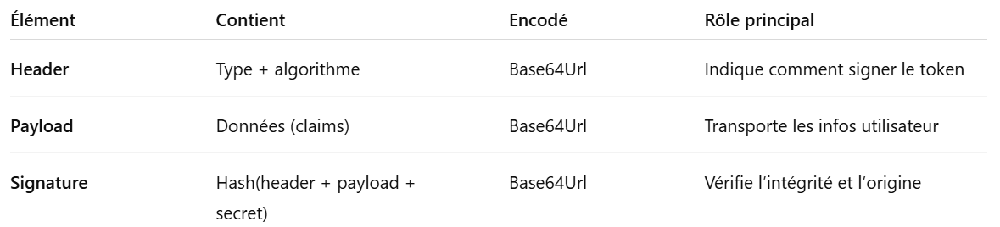 Élément Contient Encodé Rôle principal
Header Type + algorithme Base64Url Indique comment signer le token
Payload Données (claims) Base64Url Transporte les infos utilisateur
Signature Hash(header + payload + Base64Url Vérifie l’intégrité et l’origine
secret)